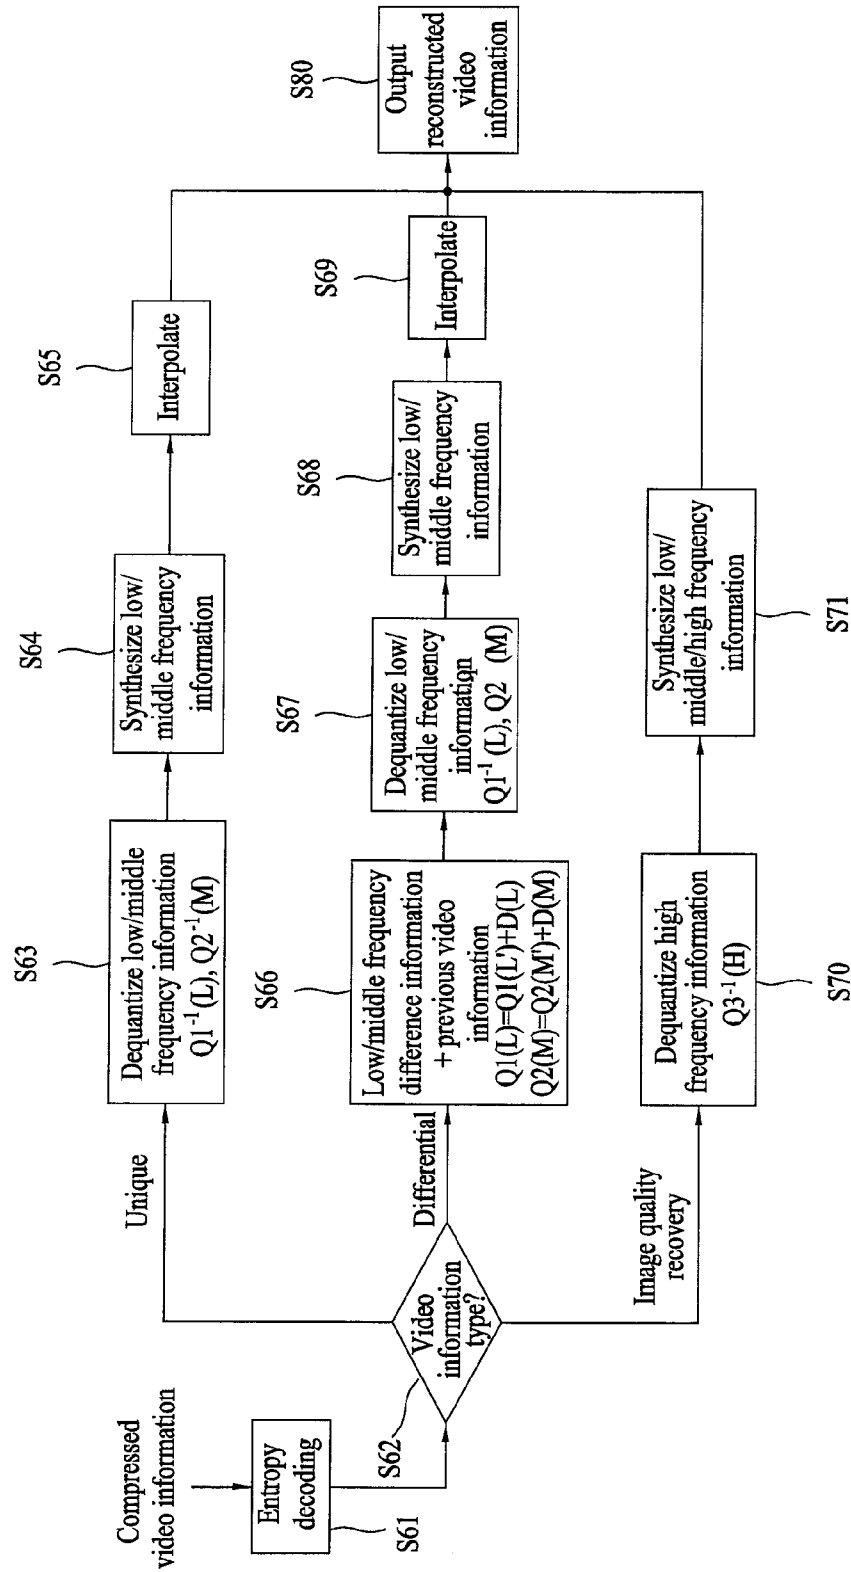 Compressed
video information
Entropy
decoding
S61
Video
information
type?
S62
Unique
Dequantize low/middle
frequency information
Q1⁻¹(L), Q2⁻¹(M)
S63
Synthesize low/
middle frequency
information
S64
Interpolate
S65
Differential
Low/middle frequency
difference information
+ previous video
information
Q1(L)=Q1(L')+D(L)
Q2(M)=Q2(M')+D(M)
S66
Dequantize low/
middle frequency
information
Q1⁻¹(L), Q2 (M)
S67
Synthesize low/
middle frequency
information
S68
Interpolate
S69
Image quality
recovery
Dequantize high
frequency information
Q3⁻¹(H)
S70
Synthesize low/
middle/high frequency
information
S71
Output
reconstructed
video
information
S80